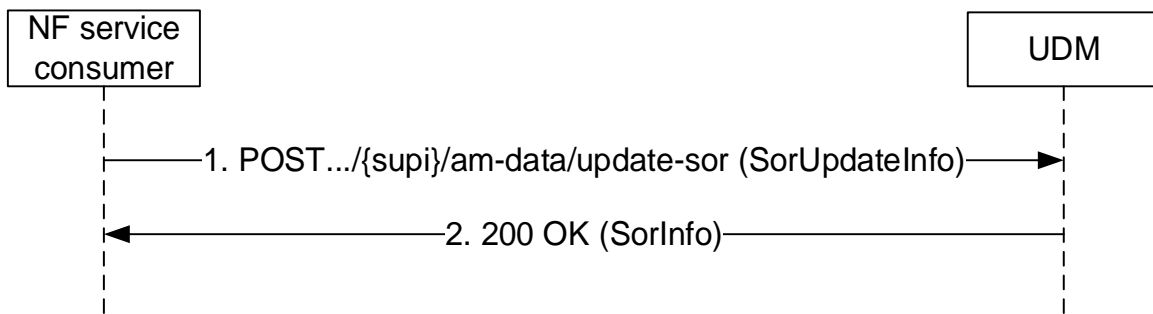 NF service
consumer
UDM
1. POST.../{supi}/am-data/update-sor (SorUpdateInfo)
2. 200 OK (SorInfo)